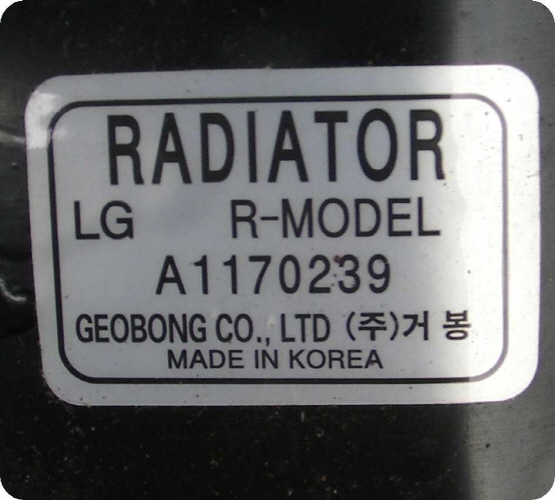 RADIATOR
LG R-MODEL
A1170239
GEOBONG CO., LTD (주)거 봉
MADE IN KOREA